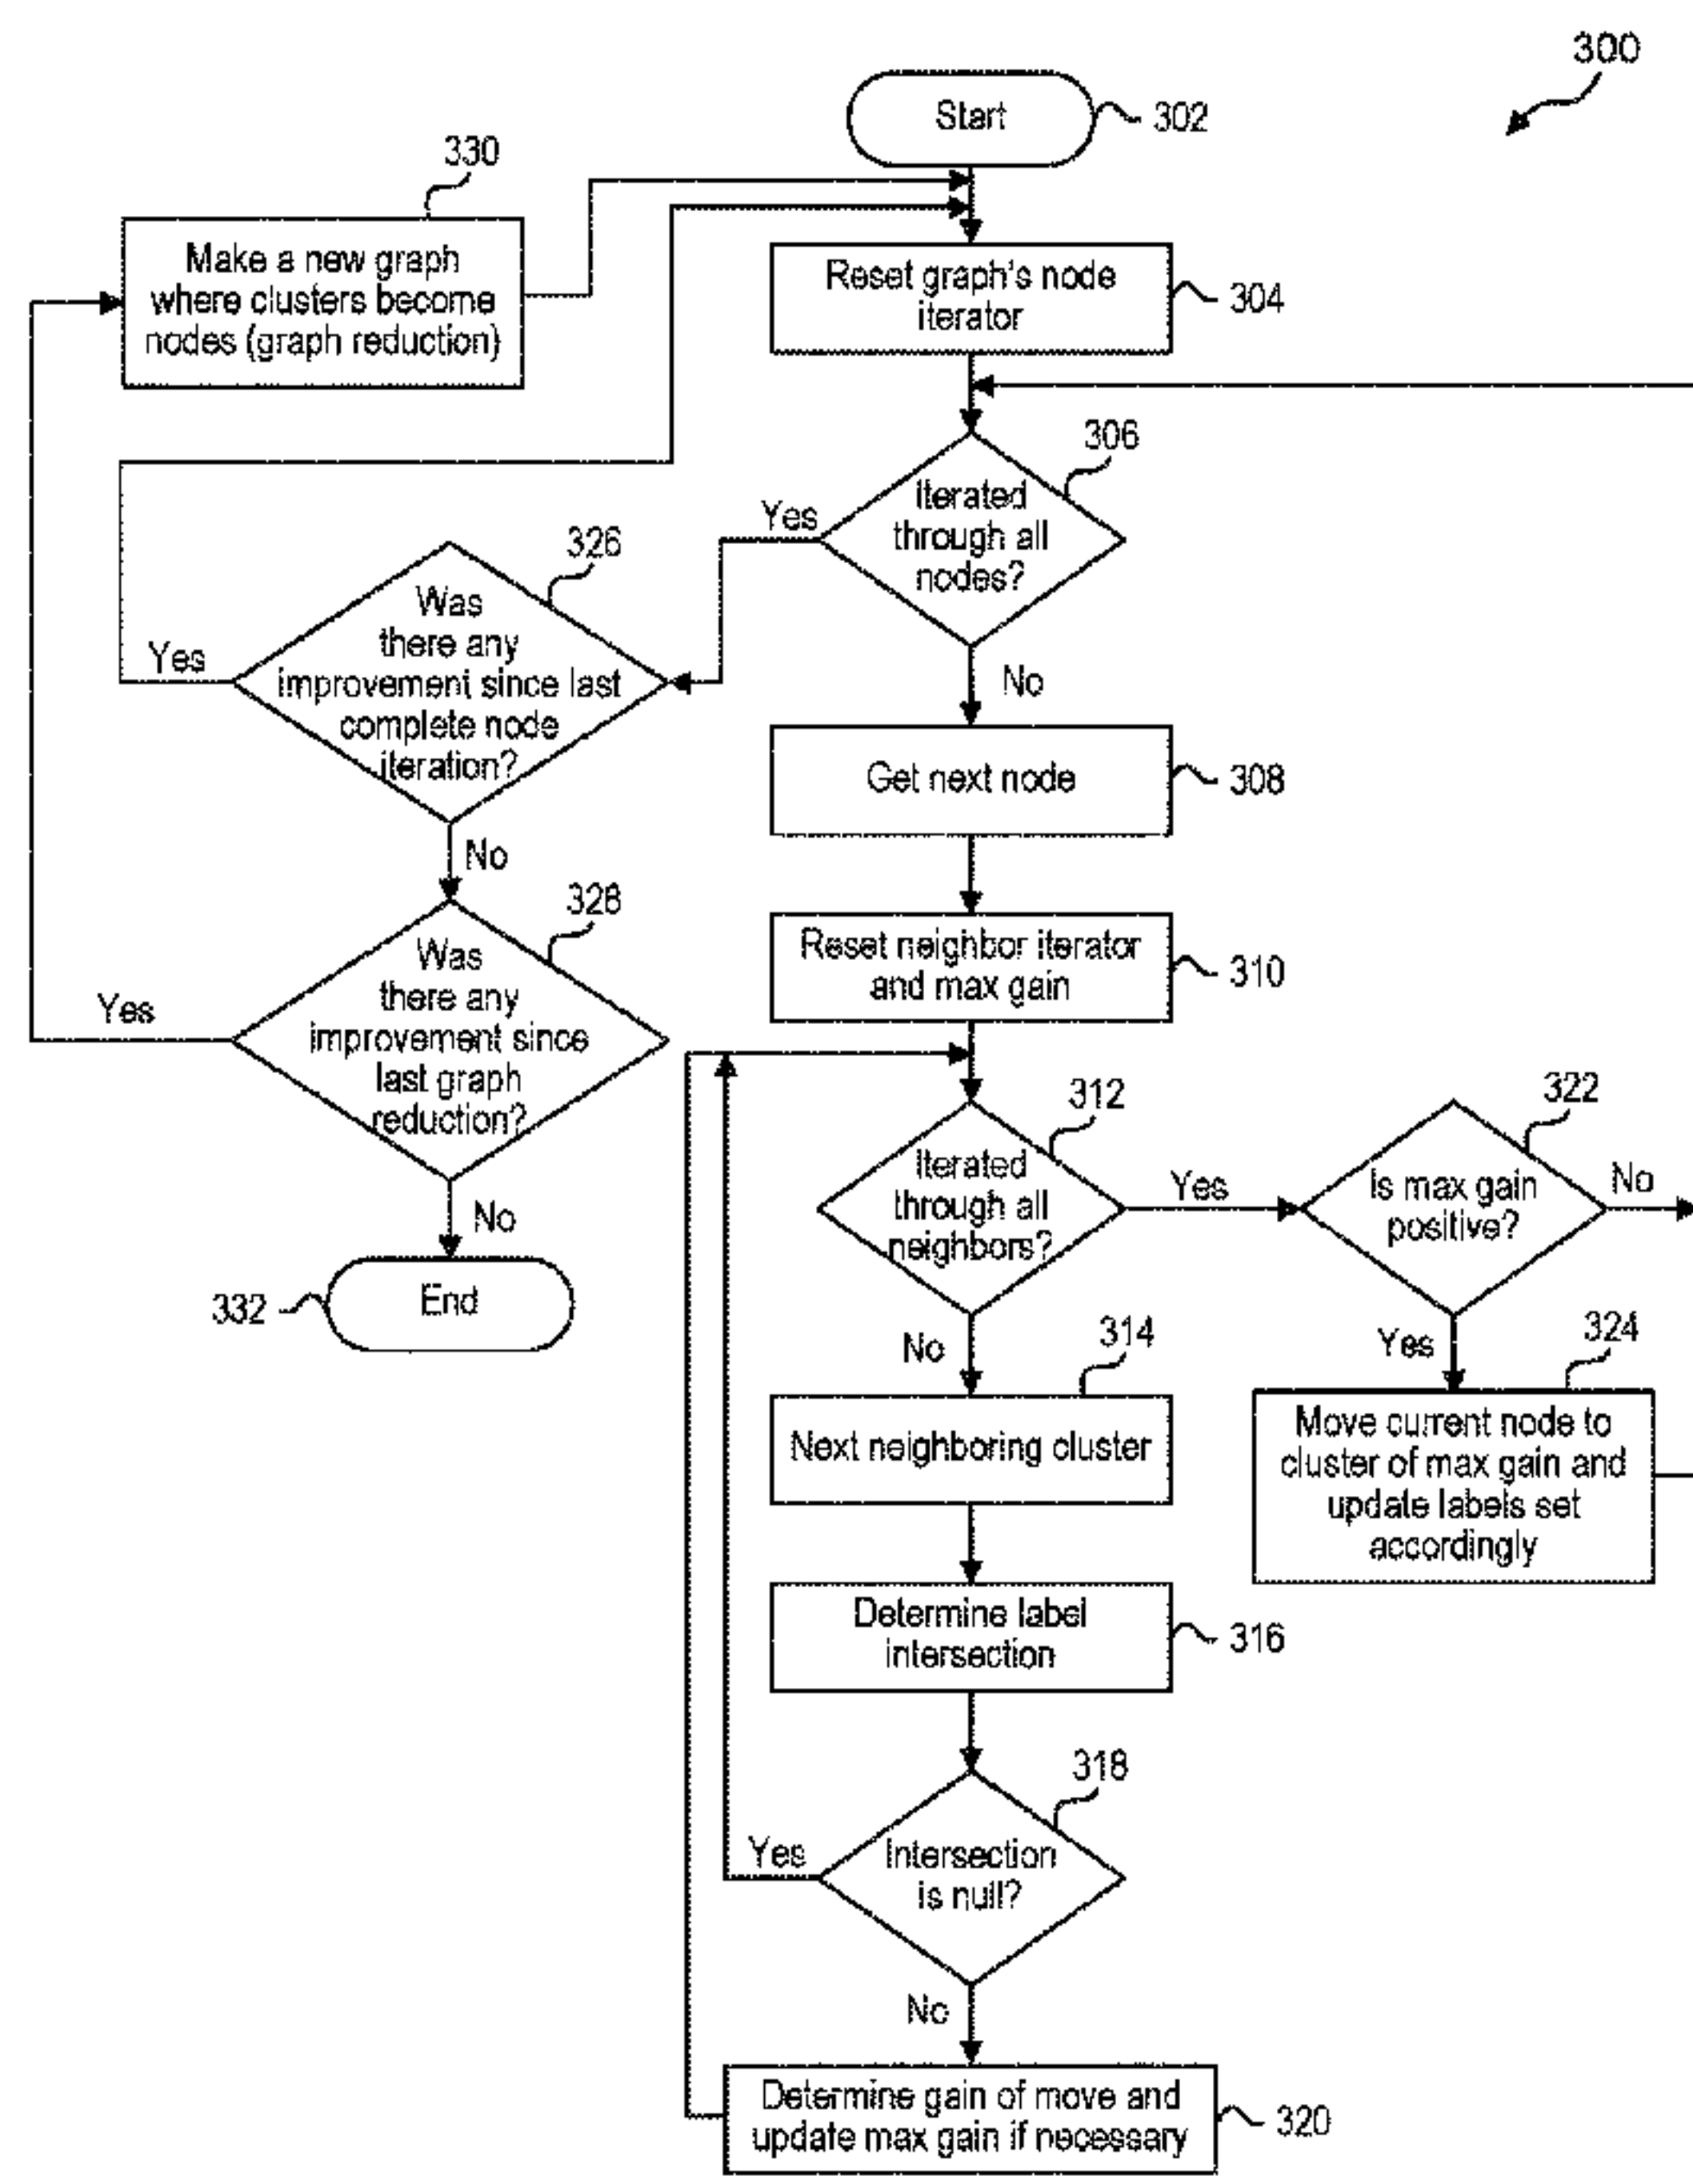 300
Start
302
330
Make a new graph
where clusters become
nodes (graph reduction)
Reset graph's node
iterator
304
306
Iterated
through all
nodes?
Yes
No
326
Was
there any
improvement since last
complete node
iteration?
Yes
No
Get next node
308
328
Was
there any
improvement since
last graph
reduction?
Yes
No
Reset neighbor iterator
and max gain
310
332
End
312
Iterated
through all
neighbors?
Yes
No
322
Is max gain
positive?
No
Yes
314
Next neighboring cluster
324
Move current node to
cluster of max gain and
update labels set
accordingly
Determine label
intersection
316
318
Intersection
is null?
Yes
No
Determine gain of move and
update max gain if necessary
320